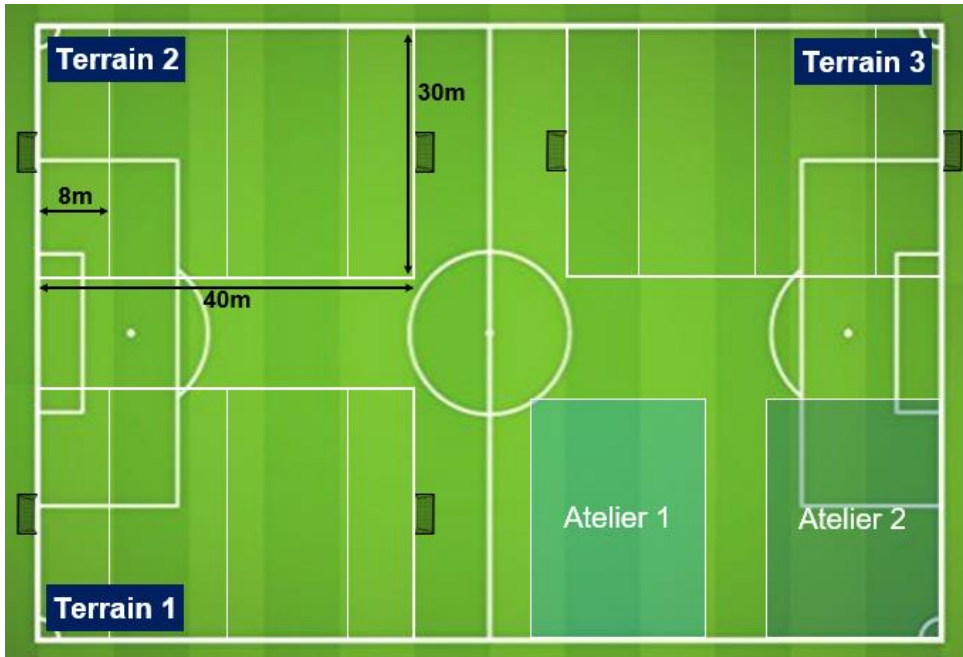 Terrain 2
Terrain 3
30m
8m
40m
Atelier 1
Atelier 2
Terrain 1